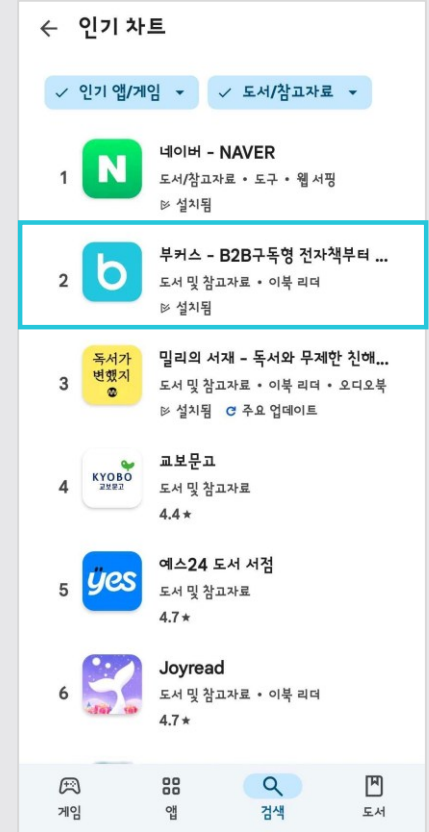 ← 인기 차트
✓ 인기 앱/게임 ▾ ✓ 도서/참고자료 ▾
1
N
네이버 - NAVER
도서/참고자료 • 도구 • 웹 서핑
설치됨
2
b
부커스 - B2B구독형 전자책부터 ...
도서 및 참고자료 • 이북 리더
설치됨
3
독서가
변했지
밀리의 서재 - 독서와 무제한 친해...
도서 및 참고자료 • 이북 리더 • 오디오북
설치됨 주요 업데이트
4
KYOBO
교보문고
교보문고
도서 및 참고자료
4.4★
5
yes
예스24 도서 서점
도서 및 참고자료
4.7★
6
Joyread
도서 및 참고자료 • 이북 리더
4.7★
게임 앱 검색 도서